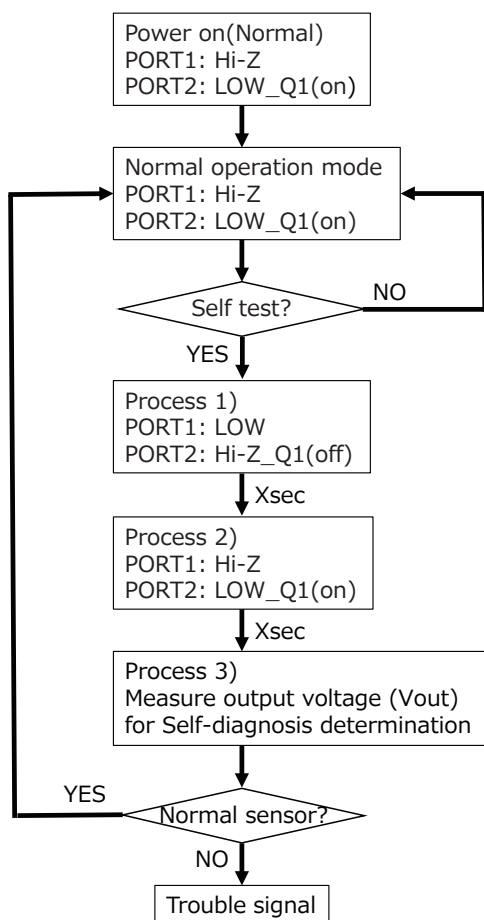 Power on(Normal)
PORT1: Hi-Z
PORT2: LOW_Q1(on)
Normal operation mode
PORT1: Hi-Z
PORT2: LOW_Q1(on)
Self test?
NO
YES
Process 1)
PORT1: LOW
PORT2: Hi-Z_Q1(off)
Xsec
Process 2)
PORT1: Hi-Z
PORT2: LOW_Q1(on)
Xsec
Process 3)
Measure output voltage (Vout)
for Self-diagnosis determination
YES
Normal sensor?
NO
Trouble signal